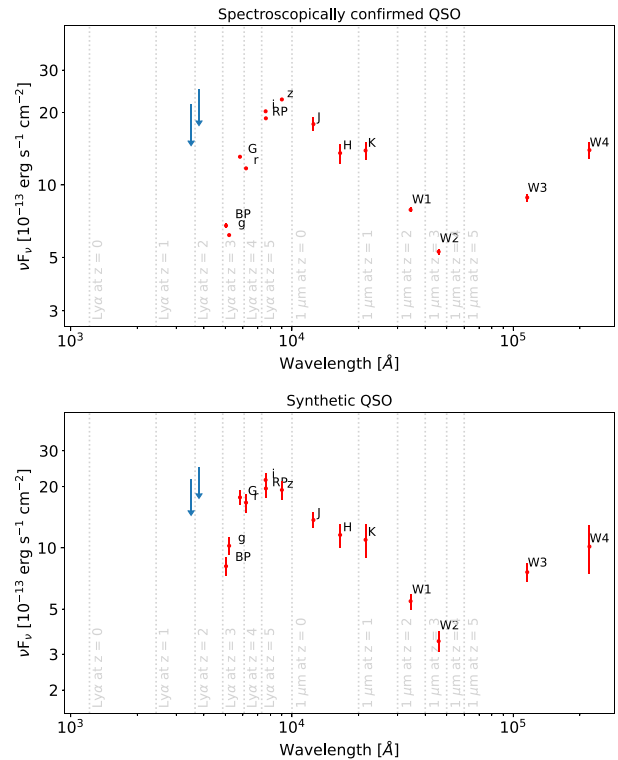 Spectroscopically confirmed QSO
νFν [10⁻¹³ erg s⁻¹ cm⁻²]
30
20
10
5
3
z
i
RP
J
G
r
H
K
BP
g
W1
W2
W3
W4
Lyα at z = 0
Lyα at z = 1
Lyα at z = 2
Lyα at z = 3
Lyα at z = 4
Lyα at z = 5
1 μm at z = 0
1 μm at z = 1
1 μm at z = 2
1 μm at z = 3
1 μm at z = 4
1 μm at z = 5
10³
10⁴
10⁵
Wavelength [Å]
Synthetic QSO
νFν [10⁻¹³ erg s⁻¹ cm⁻²]
30
20
10
5
3
2
i
RP
z
G
r
J
g
H
K
BP
W1
W2
W3
W4
Lyα at z = 0
Lyα at z = 1
Lyα at z = 2
Lyα at z = 3
Lyα at z = 4
Lyα at z = 5
1 μm at z = 0
1 μm at z = 1
1 μm at z = 2
1 μm at z = 3
1 μm at z = 4
1 μm at z = 5
10³
10⁴
10⁵
Wavelength [Å]